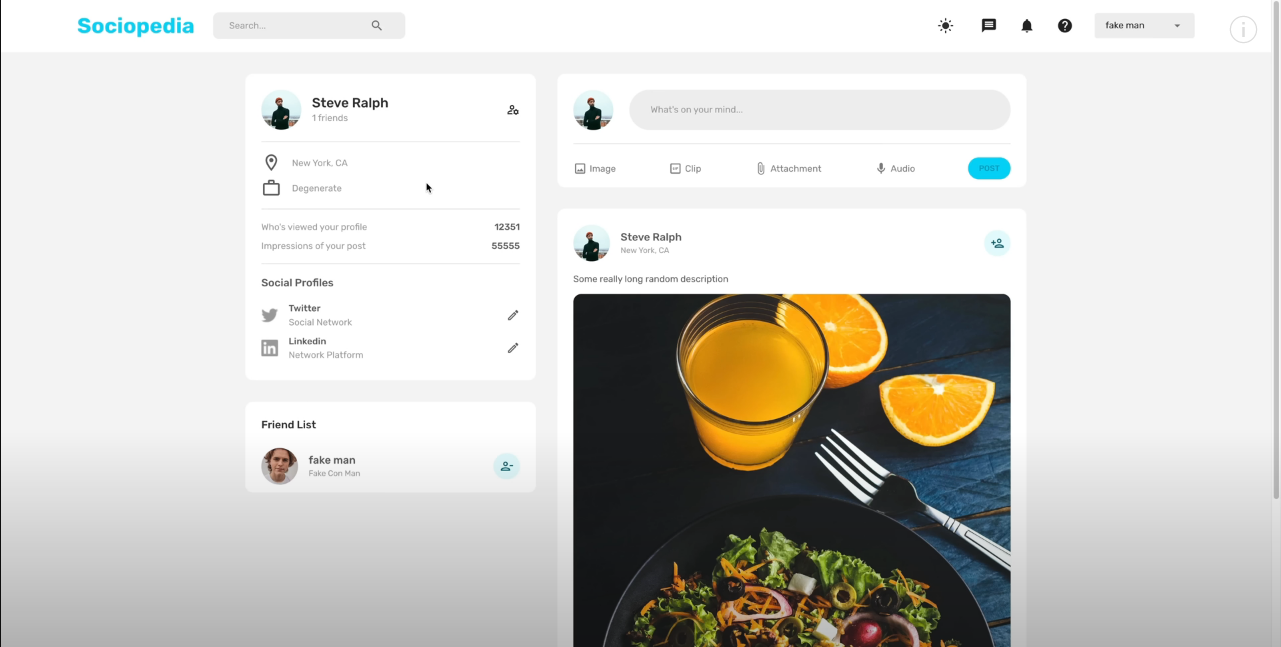 Sociopedia
Search...
fake man
Steve Ralph
1 friends
New York, CA
Degenerate
Who's viewed your profile 12351
Impressions of your post 55555
Social Profiles
Twitter
Social Network
Linkedin
Network Platform
Friend List
fake man
Fake Con Man
What's on your mind...
Image Clip Attachment Audio POST
Steve Ralph
New York, CA
Some really long random description